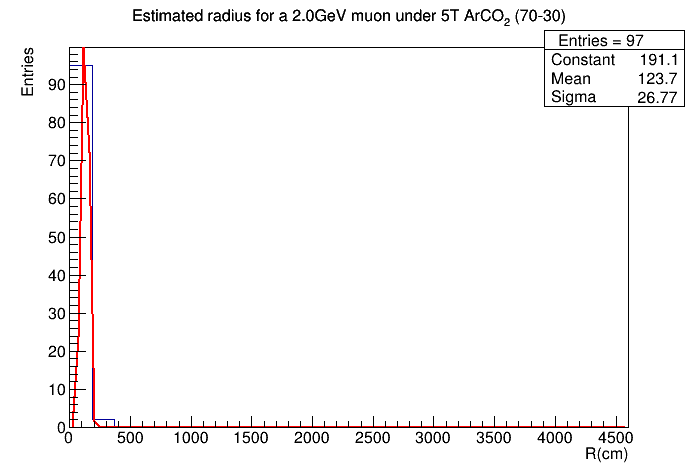 Estimated radius for a 2.0GeV muon under 5T ArCO2 (70-30)
Entries = 97
Constant 191.1
Mean 123.7
Sigma 26.77
Entries
90
80
70
60
50
40
30
20
10
0
0 500 1000 1500 2000 2500 3000 3500 4000 4500
R(cm)